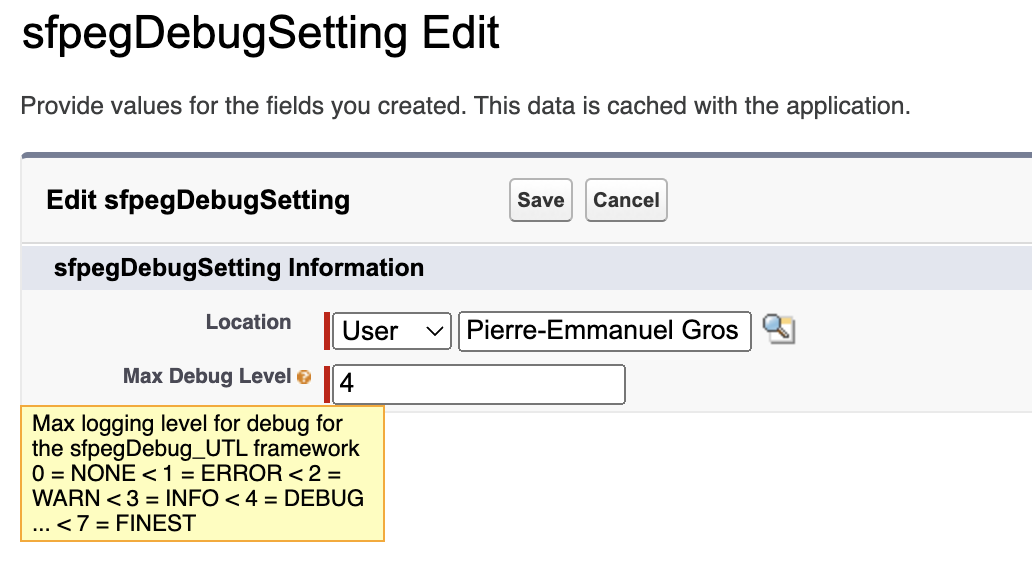 sfpegDebugSetting Edit
Provide values for the fields you created. This data is cached with the application.
Edit sfpegDebugSetting Save Cancel
sfpegDebugSetting Information
Location User Pierre-Emmanuel Gros
Max Debug Level ? 4
Max logging level for debug for
the sfpegDebug_UTL framework
0 = NONE < 1 = ERROR < 2 =
WARN < 3 = INFO < 4 = DEBUG
... < 7 = FINEST